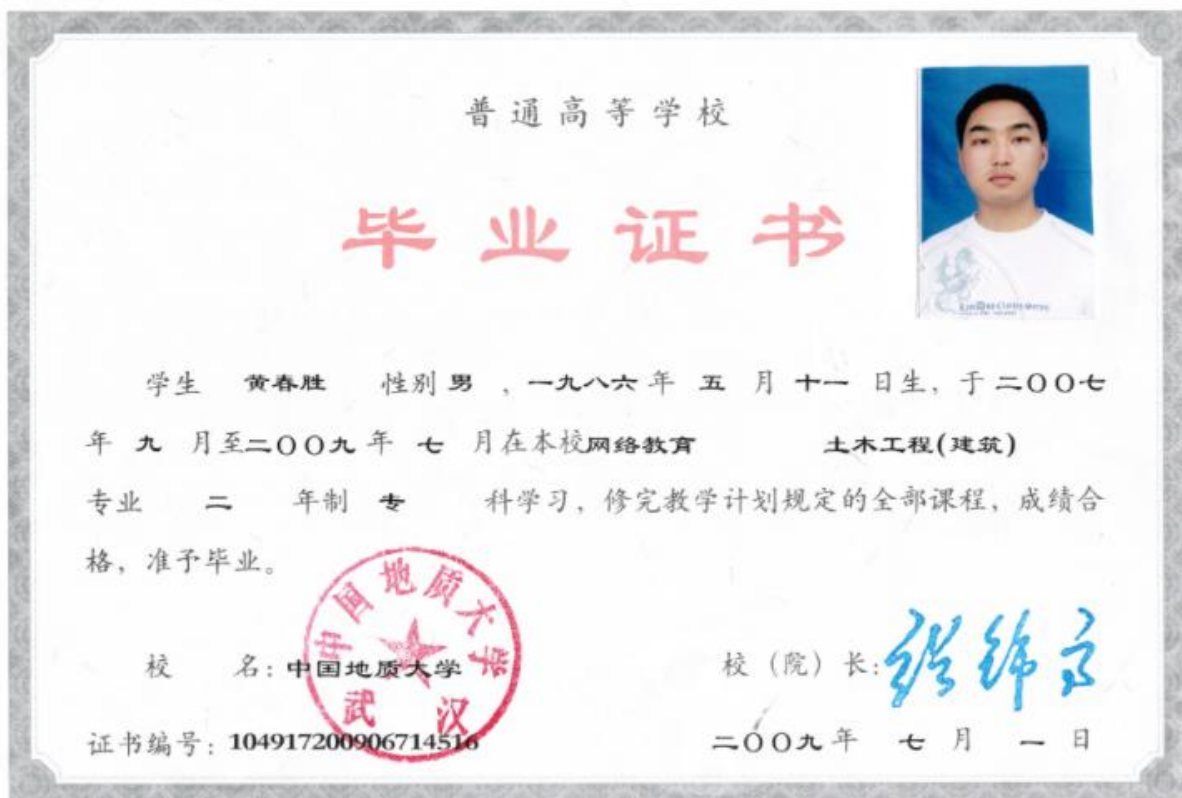 普通高等学校
毕业证书
学生 黄春胜 性别 男 ，一九八六 年 五 月 十一 日生，于 二〇〇七
年 九 月至 二〇〇九 年 七 月在本校 网络教育 土木工程(建筑)
专业 二 年制 专 科学习，修完教学计划规定的全部课程，成绩合
格，准予毕业。
中国地质大学
武汉
校 名：中国地质大学
校（院）长：
证书编号：104917200906714516
二〇〇九 年 七 月 一 日